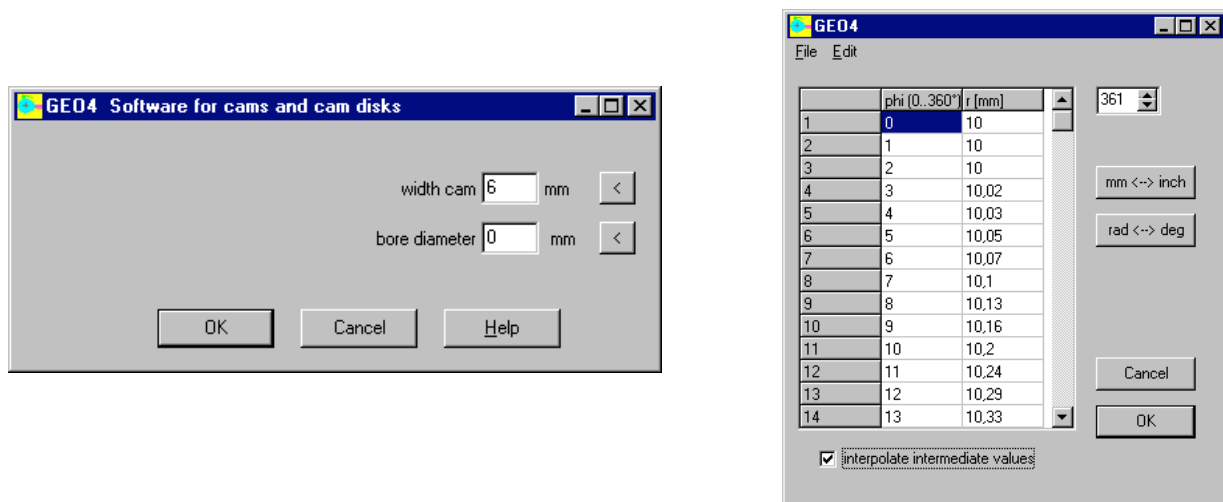 GEO4 Software for cams and cam disks
width cam 6 mm <
bore diameter 0 mm <
OK Cancel Help
GEO4
File Edit
phi (0..360°) r [mm]
361
1 0 10
2 1 10
3 2 10
4 3 10,02
5 4 10,03
6 5 10,05
7 6 10,07
8 7 10,1
9 8 10,13
10 9 10,16
11 10 10,2
12 11 10,24
13 12 10,29
14 13 10,33
mm <--> inch
rad <--> deg
Cancel
OK
interpolate intermediate values